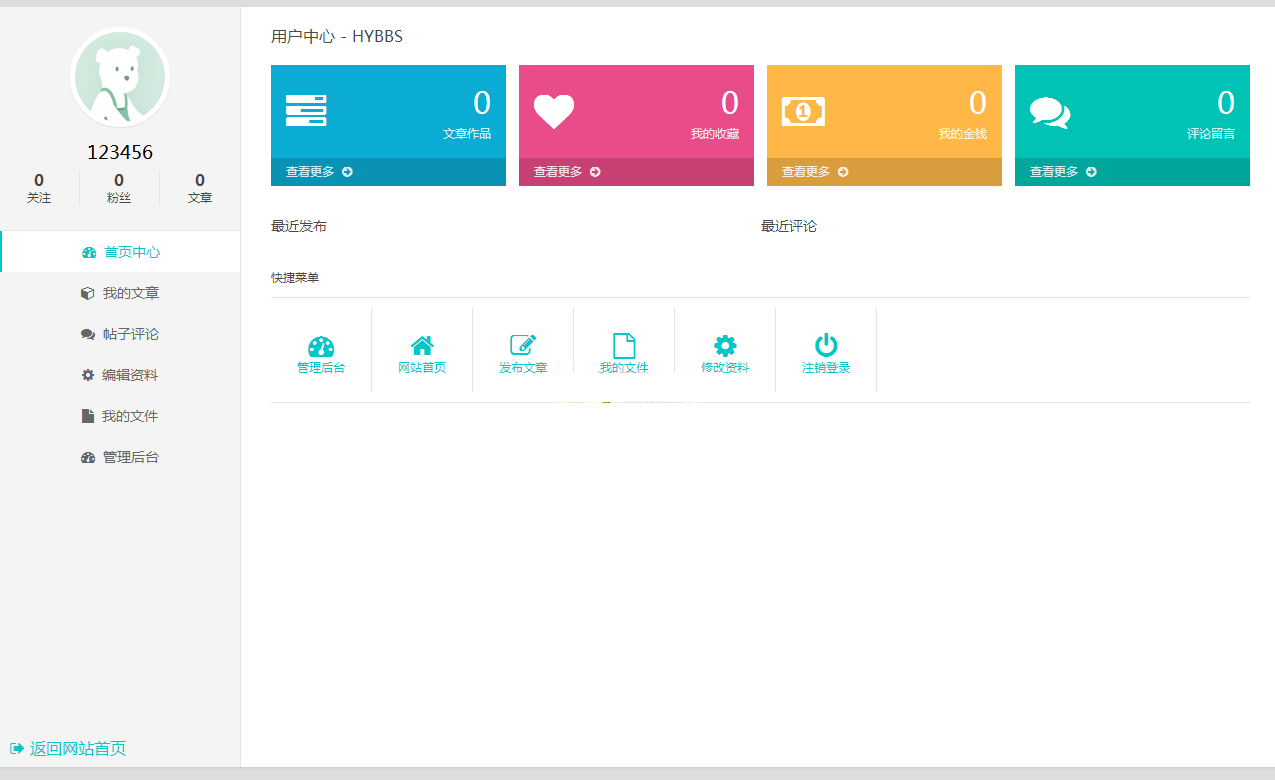 123456
0 0 0
关注 粉丝 文章
首页中心
我的文章
帖子评论
编辑资料
我的文件
管理后台
返回网站首页
用户中心 - HYBBS
0
文章作品
查看更多
0
我的收藏
查看更多
1
0
我的金钱
查看更多
0
评论留言
查看更多
最近发布
最近评论
快捷菜单
管理后台 网站首页 发布文章 我的文件 修改资料 注销登录